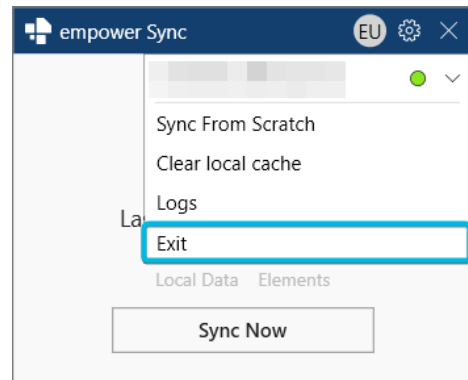 empower Sync EU
Sync From Scratch
Clear local cache
Logs
La
Exit
Local Data Elements
Sync Now